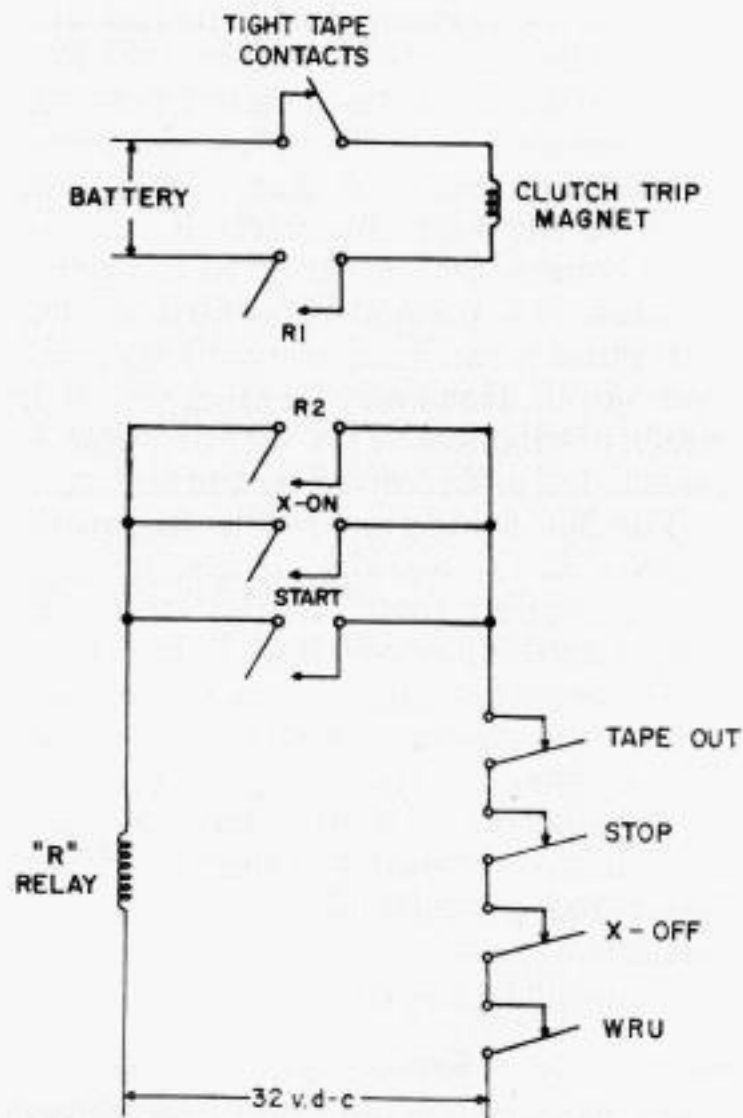 TIGHT TAPE
CONTACTS
BATTERY
CLUTCH TRIP
MAGNET
R1
R2
X-ON
START
TAPE OUT
STOP
"R"
RELAY
X-OFF
WRU
32 v.d-c